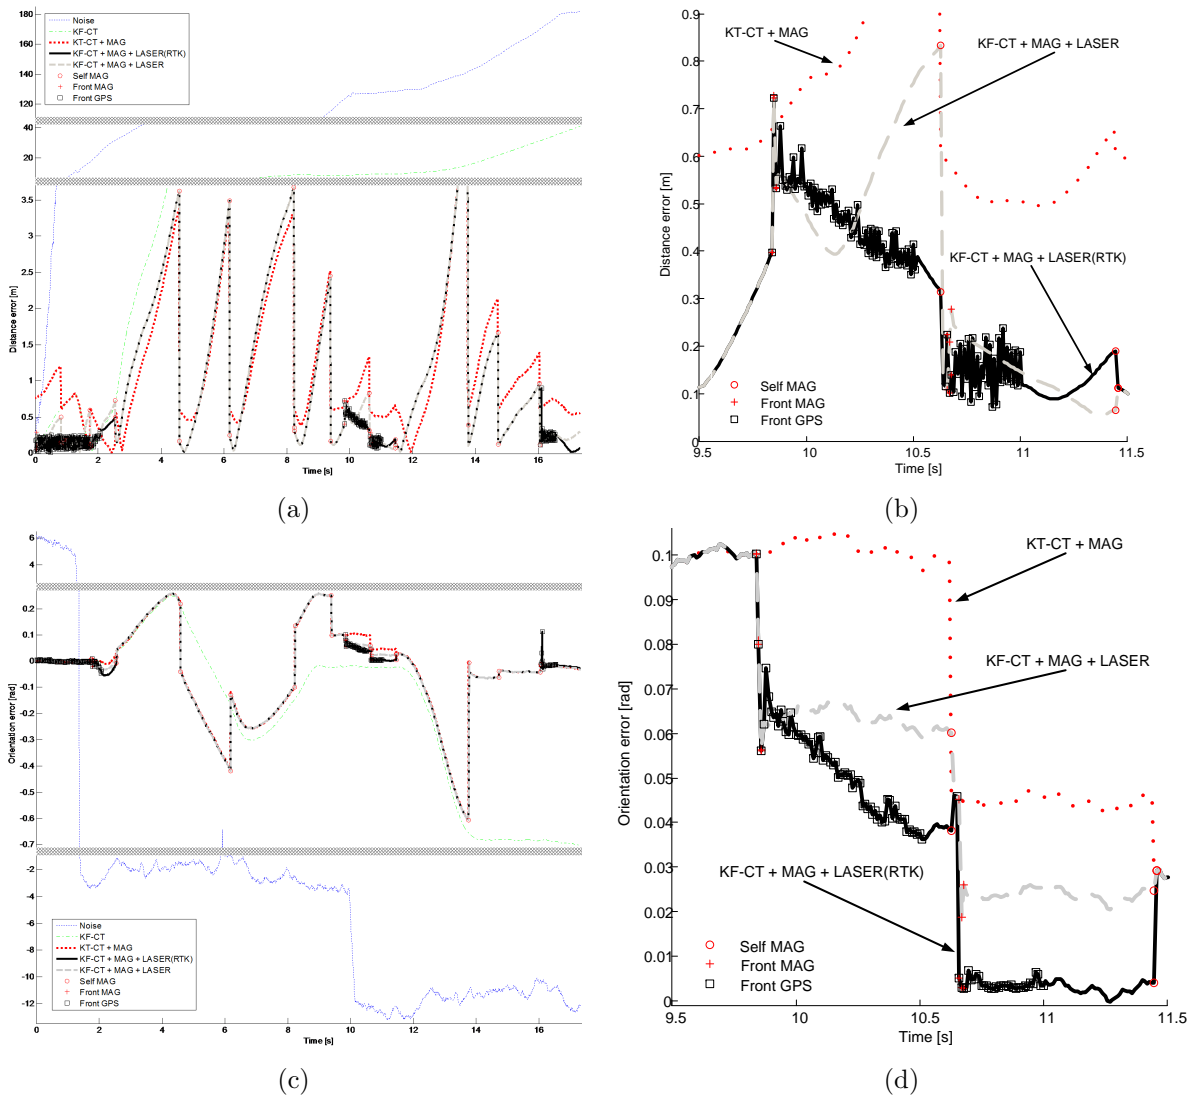 180
160
140
120
40
20
3.5
3
2.5
2
1.5
1
0.5
0
Distance error [m]
0 2 4 6 8 10 12 14 16
Time [s]
Noise
KF-CT
KT-CT + MAG
KF-CT + MAG + LASER(RTK)
KF-CT + MAG + LASER
Self MAG
Front MAG
Front GPS
(a)
0.9
0.8
0.7
0.6
0.5
0.4
0.3
0.2
0.1
0
Distance error [m]
9.5 10 10.5 11 11.5
Time [s]
KT-CT + MAG
KF-CT + MAG + LASER
KF-CT + MAG + LASER(RTK)
Self MAG
Front MAG
Front GPS
(b)
6
4
0.2
0.1
0
-0.1
-0.2
-0.3
-0.4
-0.5
-0.6
-0.7
-2
-4
-6
-8
-10
-12
Orientation error [rad]
0 2 4 6 8 10 12 14 16
Time [s]
Noise
KF-CT
KT-CT + MAG
KF-CT + MAG + LASER(RTK)
KF-CT + MAG + LASER
Self MAG
Front MAG
Front GPS
(c)
0.1
0.09
0.08
0.07
0.06
0.05
0.04
0.03
0.02
0.01
0
Orientation error [rad]
9.5 10 10.5 11 11.5
Time [s]
KT-CT + MAG
KF-CT + MAG + LASER
KF-CT + MAG + LASER(RTK)
Self MAG
Front MAG
Front GPS
(d)